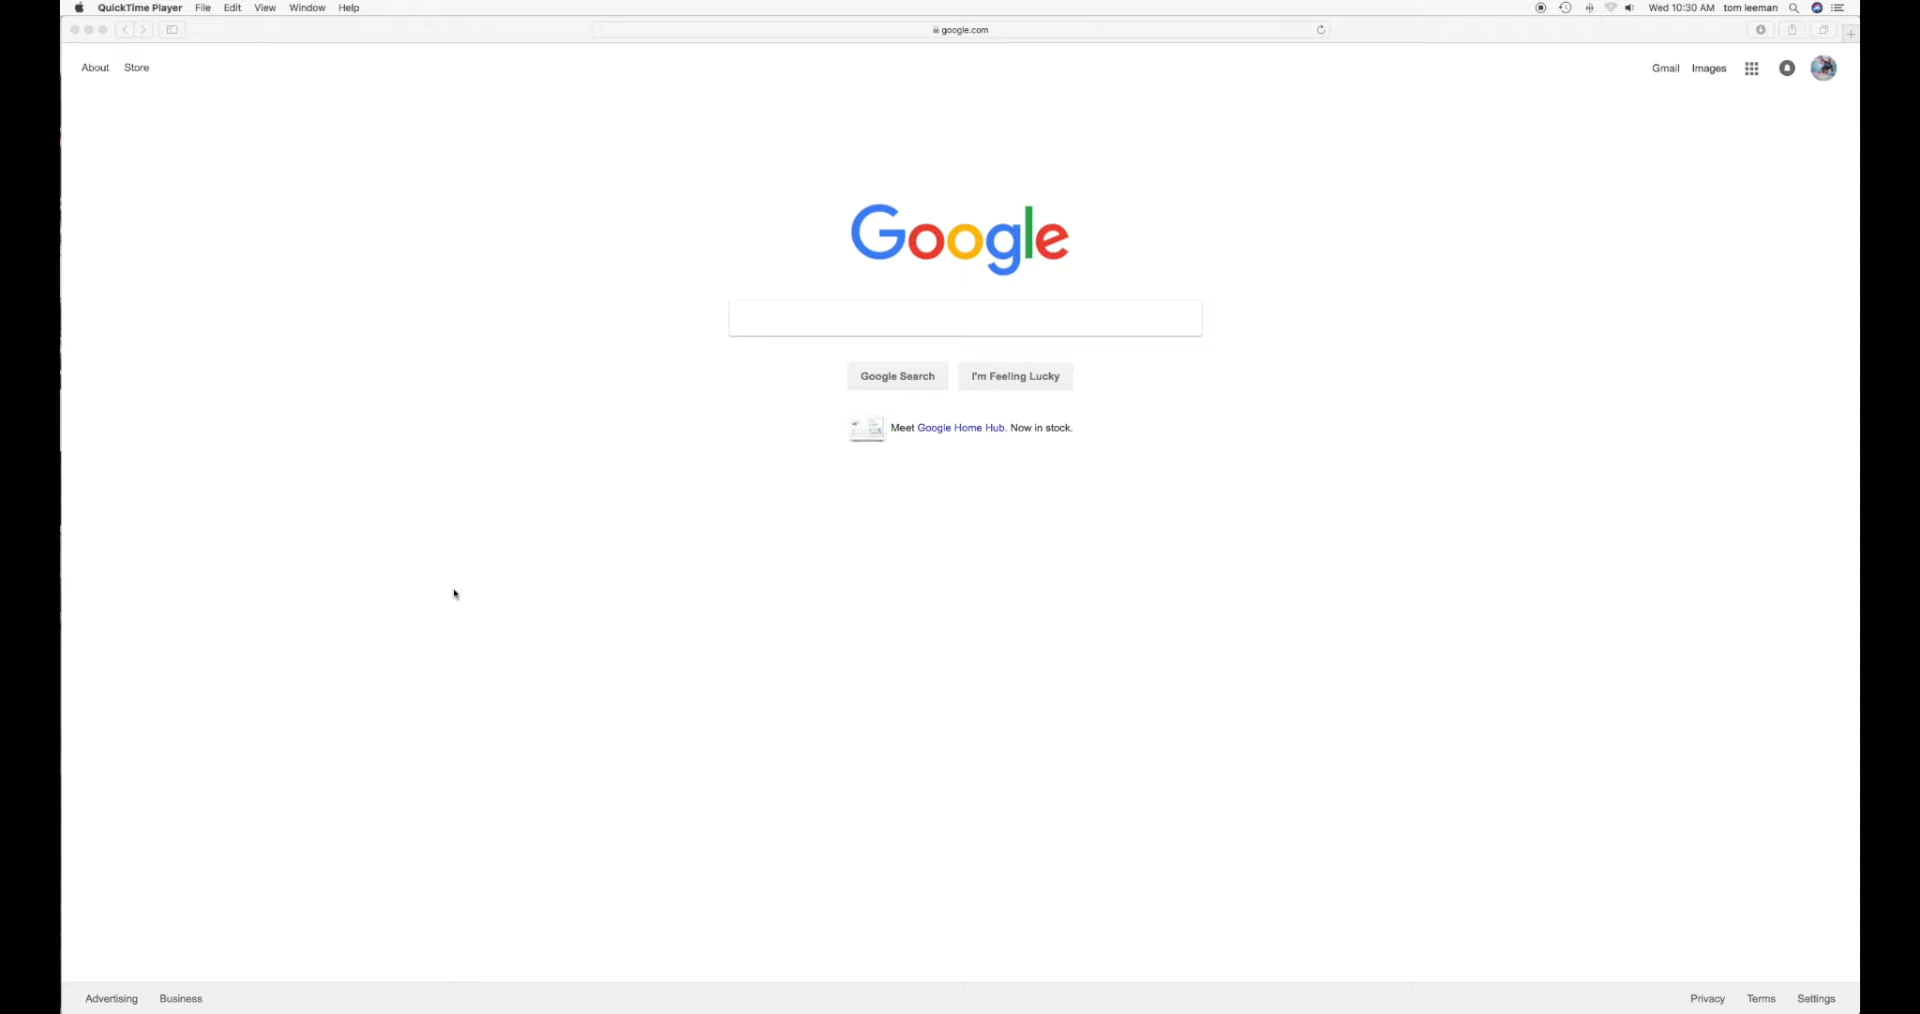 QuickTime Player File Edit View Window Help Wed 10:30 AM tom leeman
google.com
About Store Gmail Images
Google
Google Search I'm Feeling Lucky
Meet Google Home Hub. Now in stock.
Advertising Business Privacy Terms Settings